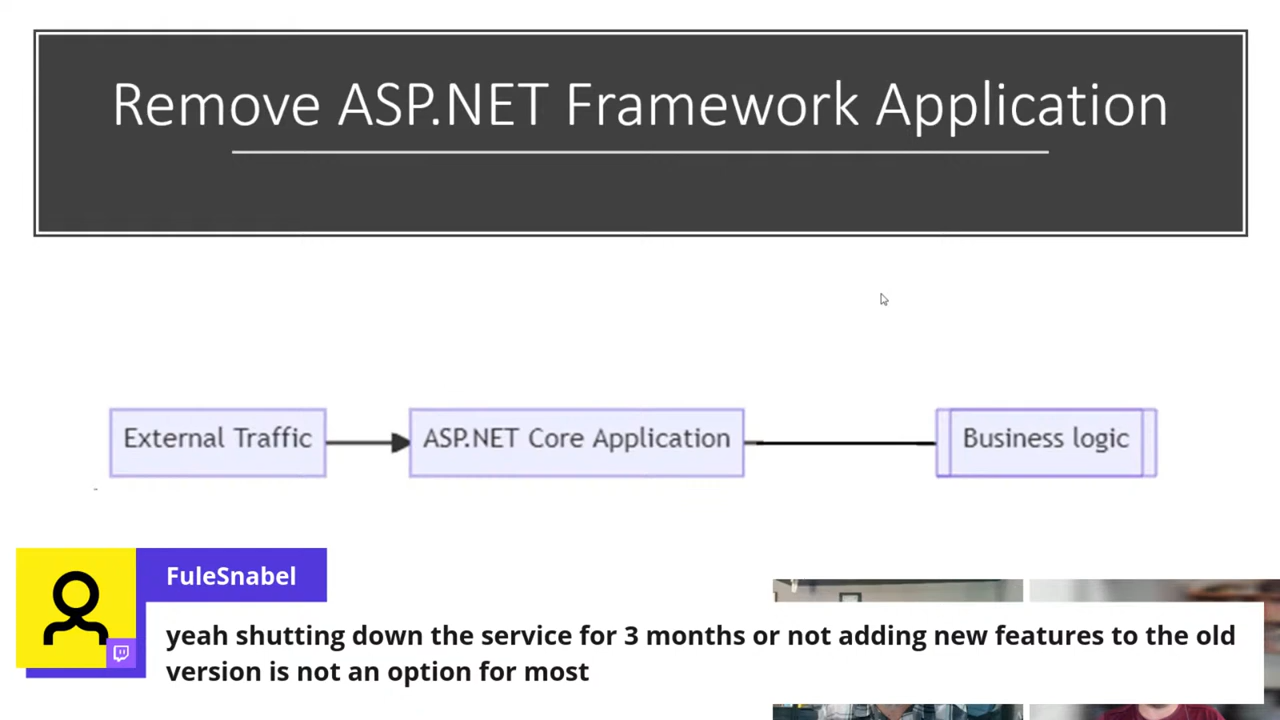 Remove ASP.NET Framework Application
External Traffic
ASP.NET Core Application
Business logic
FuleSnabel
yeah shutting down the service for 3 months or not adding new features to the old
version is not an option for most